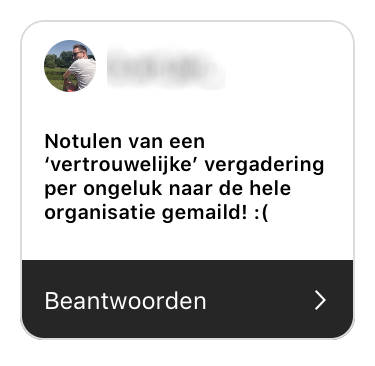 Notulen van een
‘vertrouwelijke’ vergadering
per ongeluk naar de hele
organisatie gemaild! :(
Beantwoorden